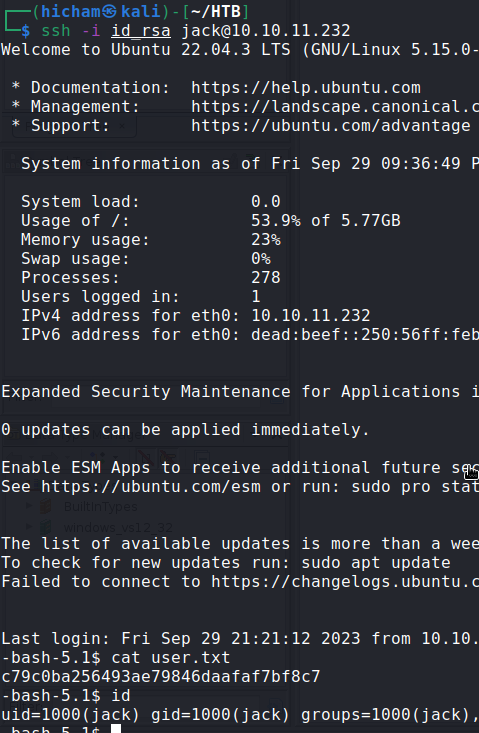 (hicham㉿kali)-[~/HTB]
$ ssh -i id_rsa jack@10.10.11.232
Welcome to Ubuntu 22.04.3 LTS (GNU/Linux 5.15.0-
* Documentation: https://help.ubuntu.com
* Management: https://landscape.canonical.c
* Support: https://ubuntu.com/advantage
System information as of Fri Sep 29 09:36:49 P
System load: 0.0
Usage of /: 53.9% of 5.77GB
Memory usage: 23%
Swap usage: 0%
Processes: 278
Users logged in: 1
IPv4 address for eth0: 10.10.11.232
IPv6 address for eth0: dead:beef::250:56ff:feb
Expanded Security Maintenance for Applications i
0 updates can be applied immediately.
Enable ESM Apps to receive additional future sec
See https://ubuntu.com/esm or run: sudo pro stat
BuiltInTypes
windows_vs12_32
The list of available updates is more than a wee
To check for new updates run: sudo apt update
Failed to connect to https://changelogs.ubuntu.c
Last login: Fri Sep 29 21:21:12 2023 from 10.10.
-bash-5.1$ cat user.txt
c79c0ba256493ae79846daafaf7bf8c7
-bash-5.1$ id
uid=1000(jack) gid=1000(jack) groups=1000(jack),
-bash-5.1$